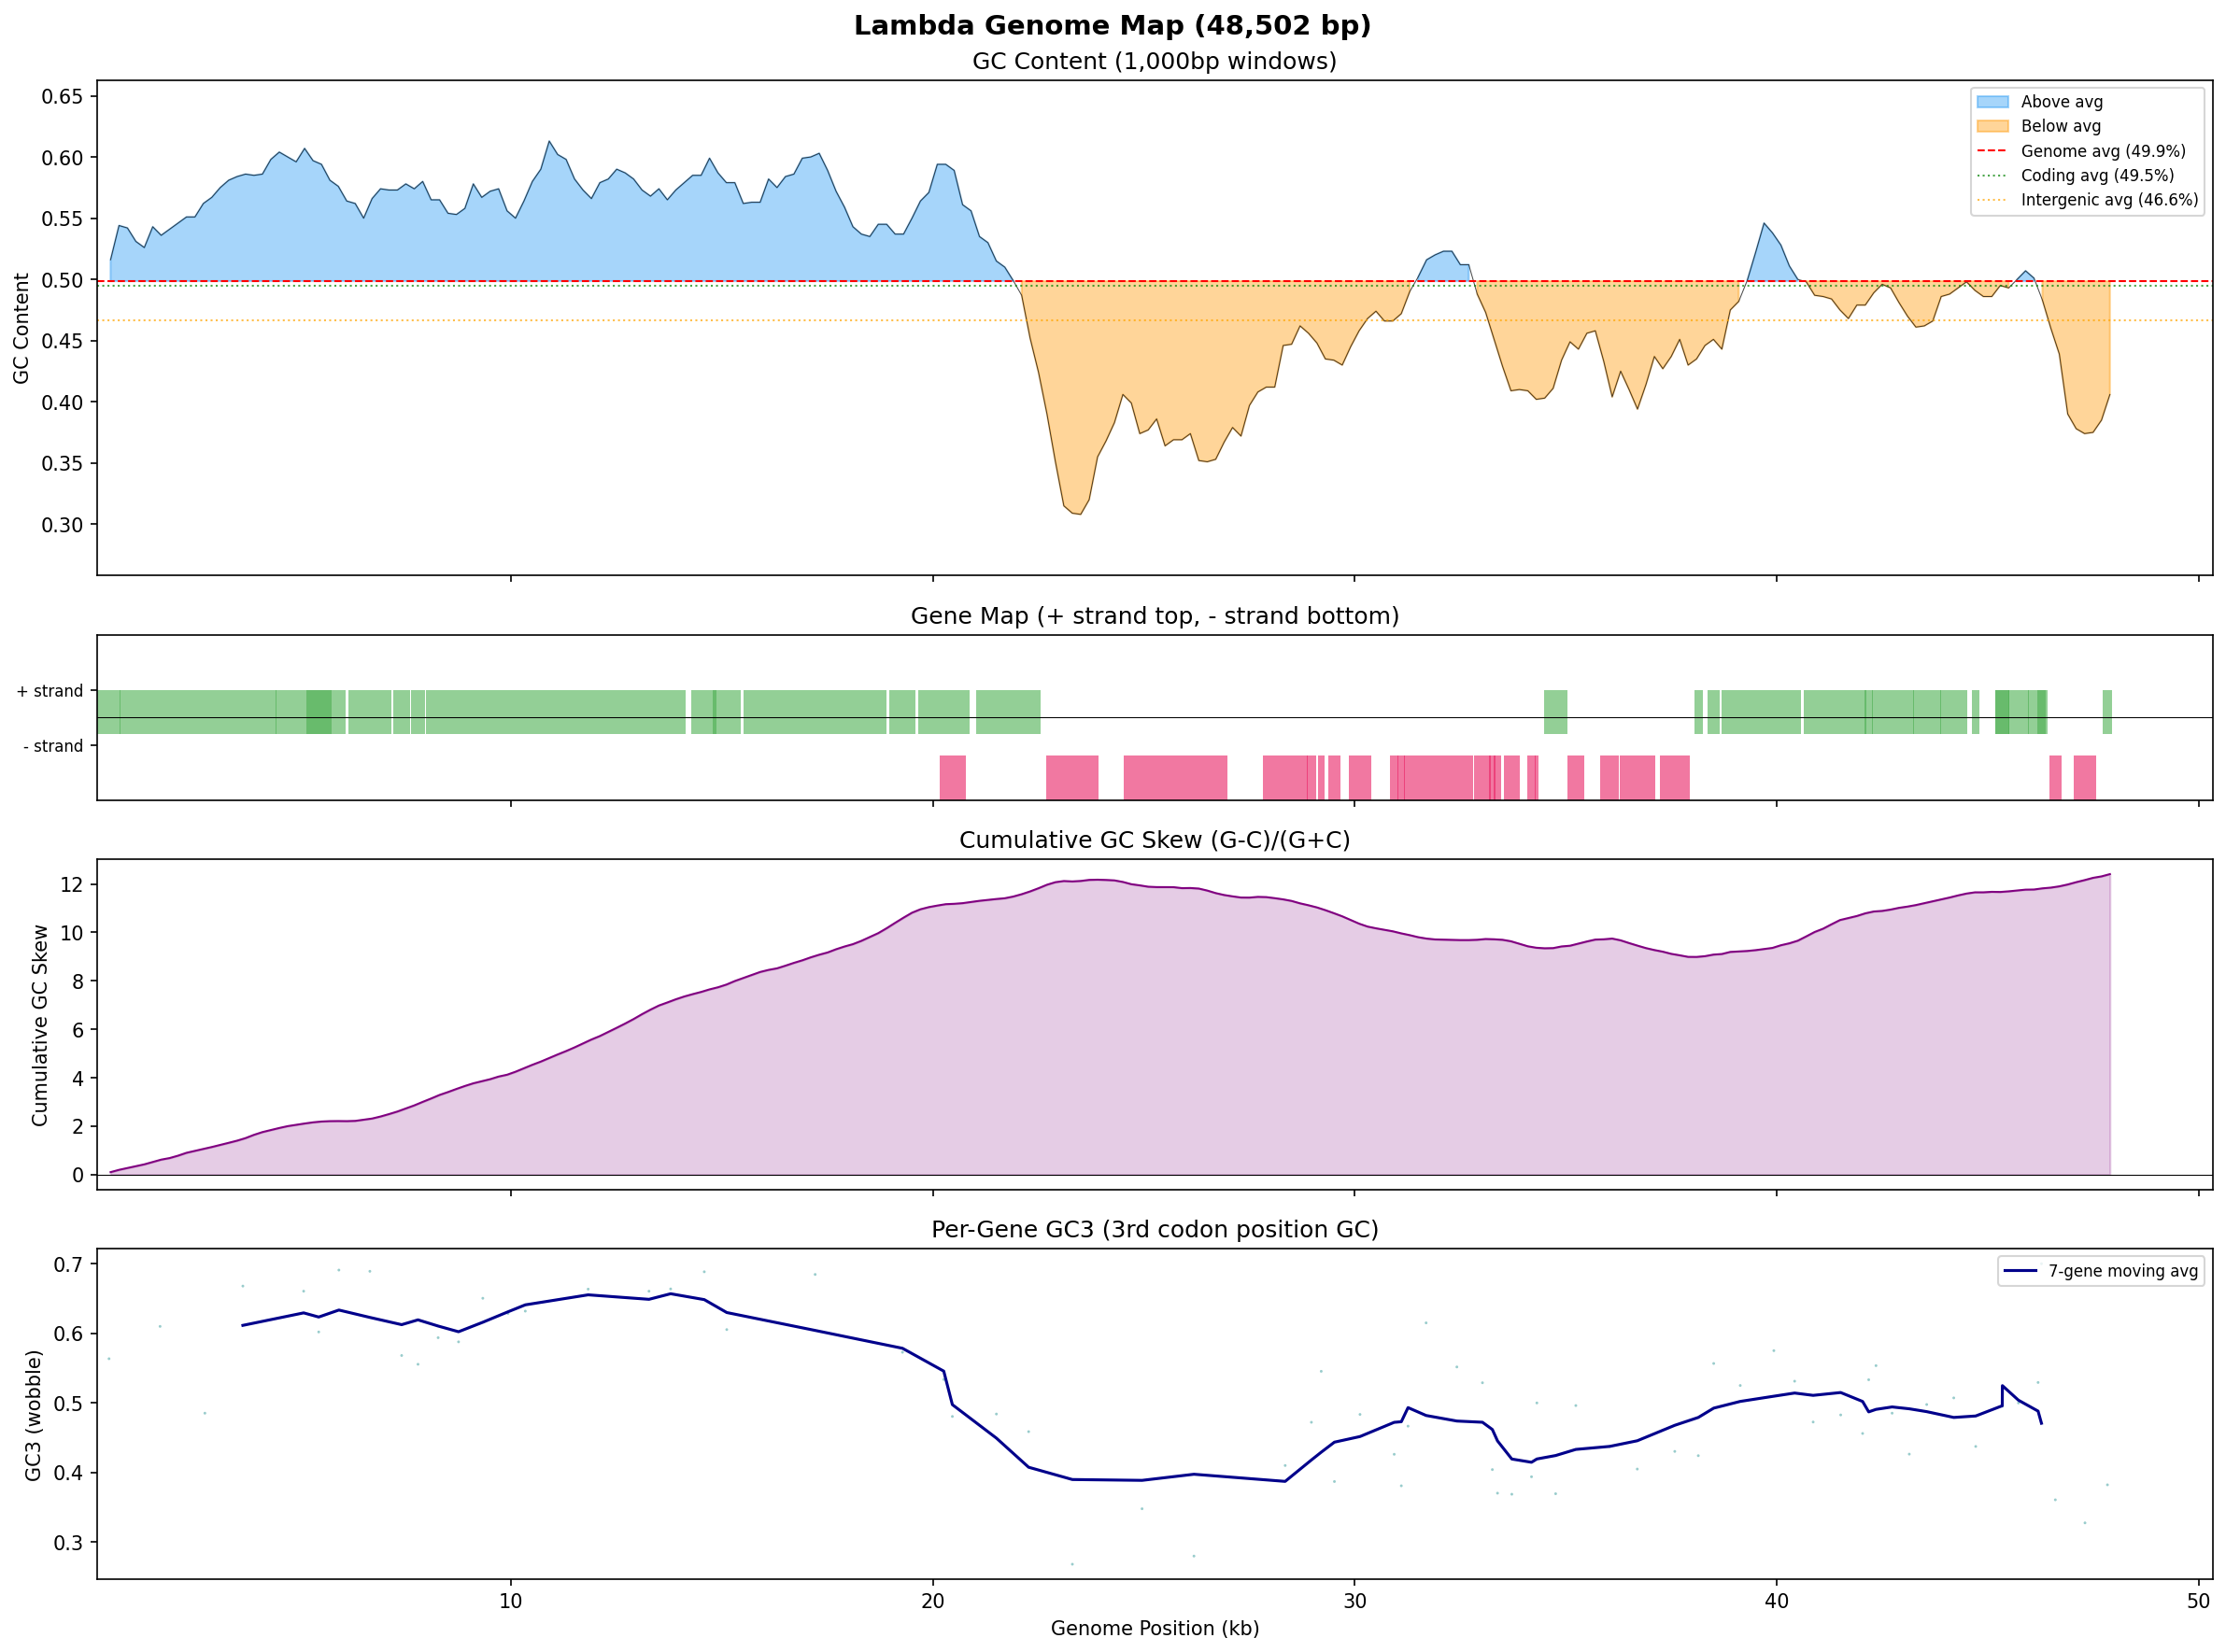 Lambda Genome Map (48,502 bp)
GC Content (1,000bp windows)
GC Content
0.65
0.60
0.55
0.50
0.45
0.40
0.35
0.30
Above avg
Below avg
Genome avg (49.9%)
Coding avg (49.5%)
Intergenic avg (46.6%)
Gene Map (+ strand top, - strand bottom)
+ strand
- strand
Cumulative GC Skew (G-C)/(G+C)
Cumulative GC Skew
12
10
8
6
4
2
0
Per-Gene GC3 (3rd codon position GC)
GC3 (wobble)
0.7
0.6
0.5
0.4
0.3
7-gene moving avg
10
20
30
40
50
Genome Position (kb)